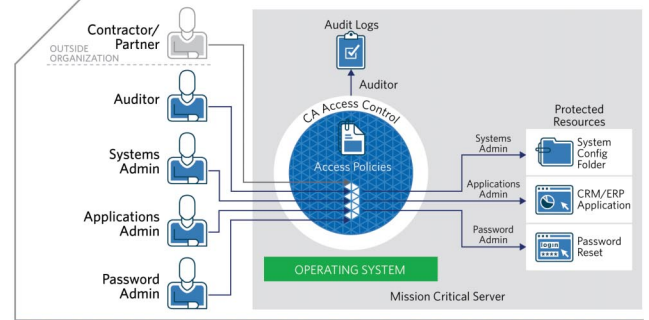 Contractor/
Partner
OUTSIDE
ORGANIZATION
Auditor
Systems
Admin
Applications
Admin
Password
Admin
Audit Logs
Auditor
CA Access Control
Access Policies
OPERATING SYSTEM
Mission Critical Server
Systems
Admin
Applications
Admin
Password
Admin
Protected
Resources
System
Config
Folder
CRM/ERP
Application
login
Password
Reset